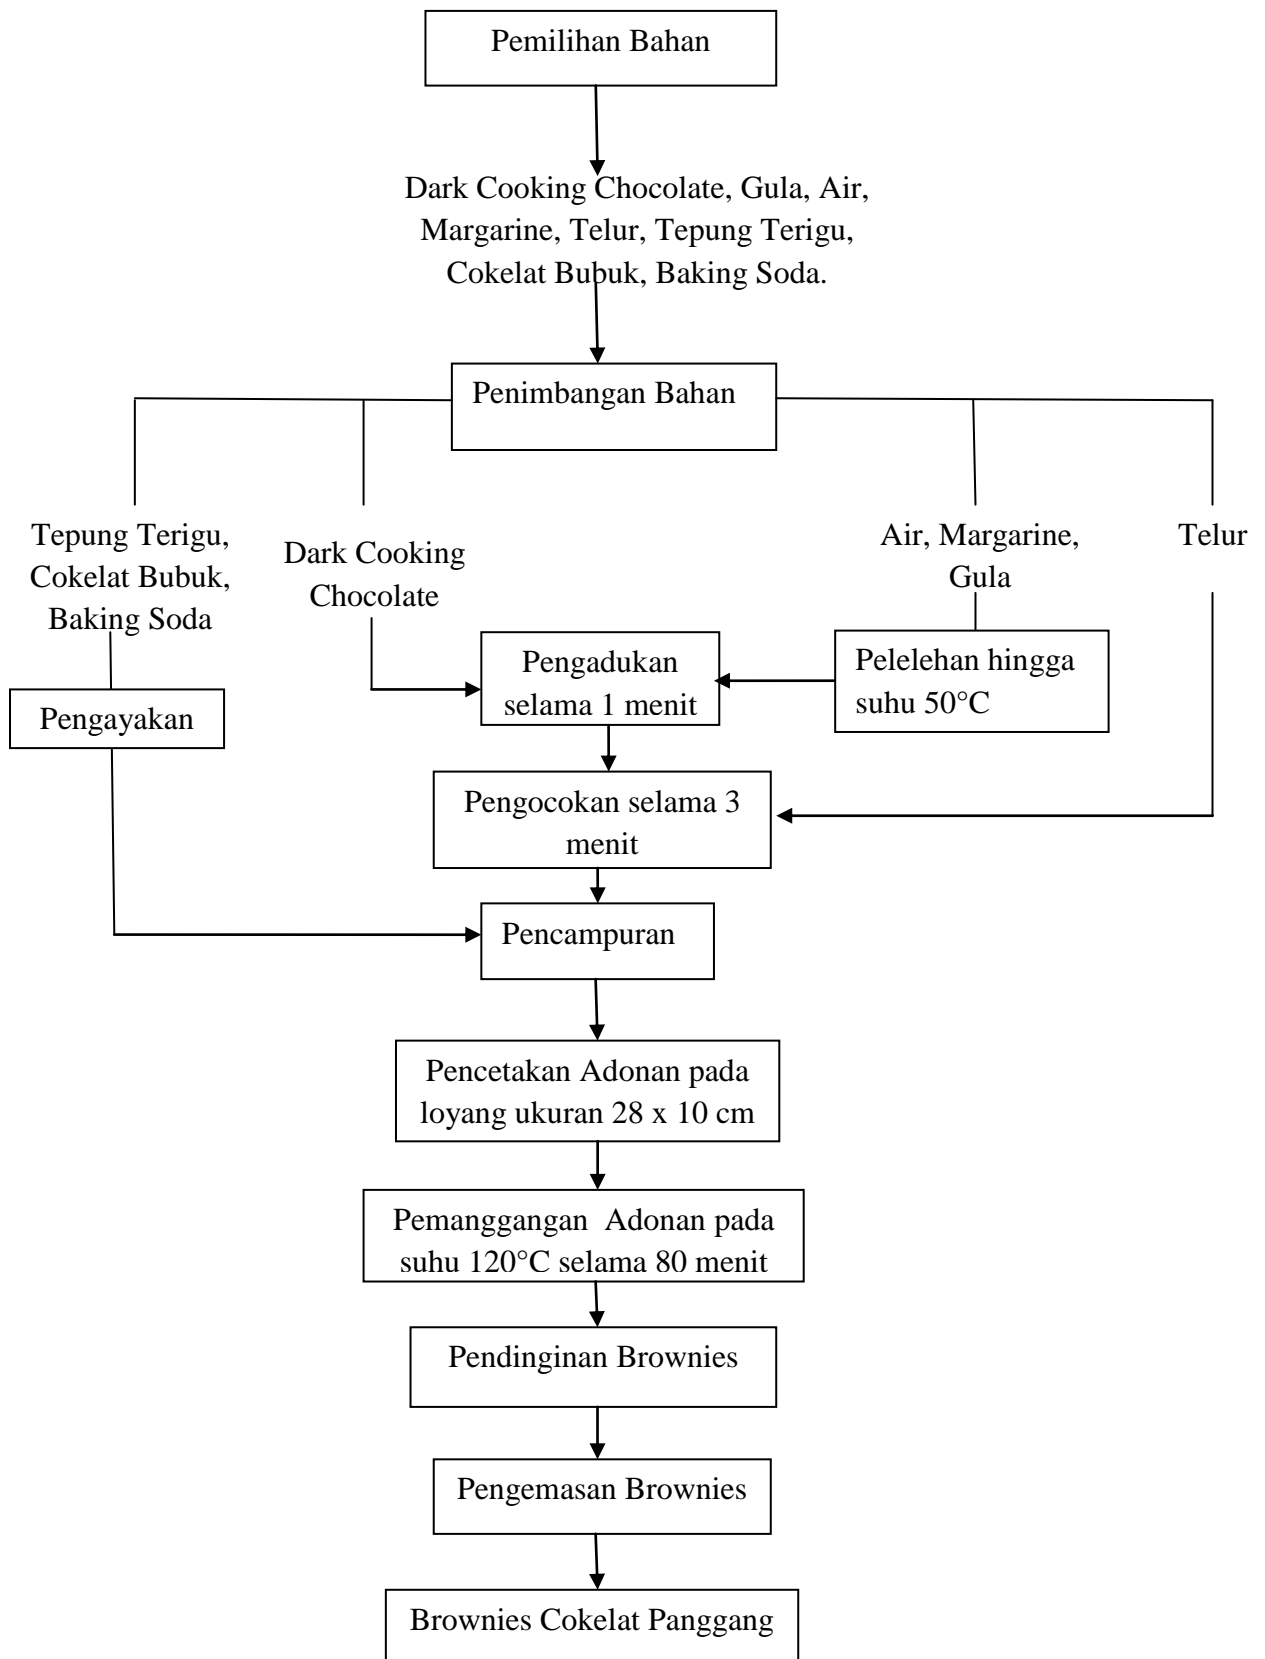 Pemilihan Bahan
Dark Cooking Chocolate, Gula, Air,
Margarine, Telur, Tepung Terigu,
Cokelat Bubuk, Baking Soda.
Penimbangan Bahan
Tepung Terigu,
Cokelat Bubuk,
Baking Soda
Dark Cooking
Chocolate
Air, Margarine,
Gula
Telur
Pengayakan
Pengadukan
selama 1 menit
Pelelehan hingga
suhu 50°C
Pengocokan selama 3
menit
Pencampuran
Pencetakan Adonan pada
loyang ukuran 28 x 10 cm
Pemanggangan Adonan pada
suhu 120°C selama 80 menit
Pendinginan Brownies
Pengemasan Brownies
Brownies Cokelat Panggang